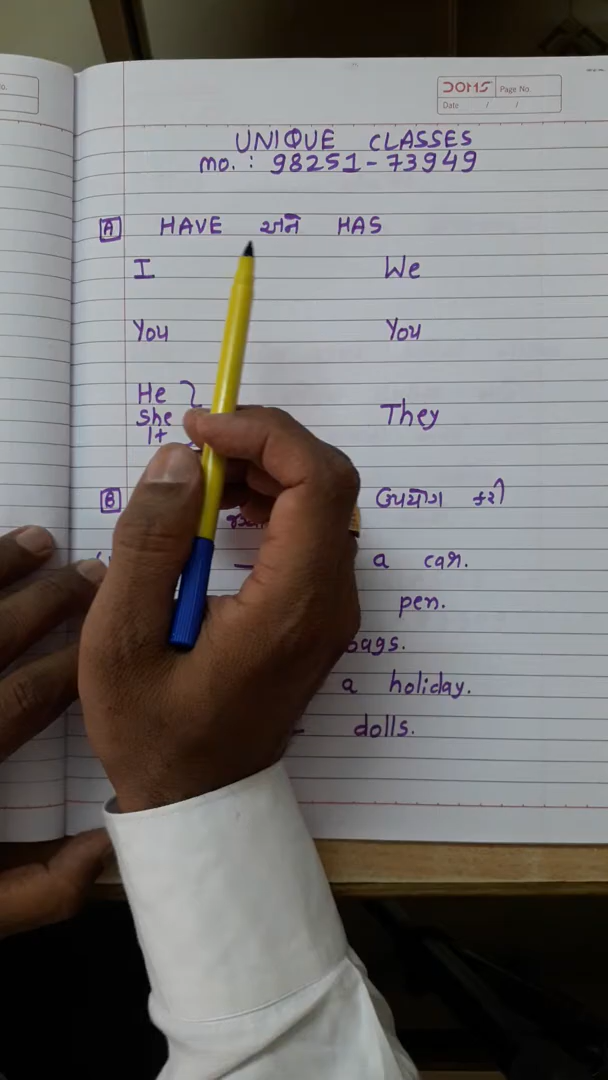 DOMS Page No.
Date / /
UNIQUE CLASSES
mo. : 98251-73949
A HAVE અને HAS
I We
You You
He
She They
It
B ઉપયોગ કરી
a car.
pen.
bags.
a holiday.
dolls.